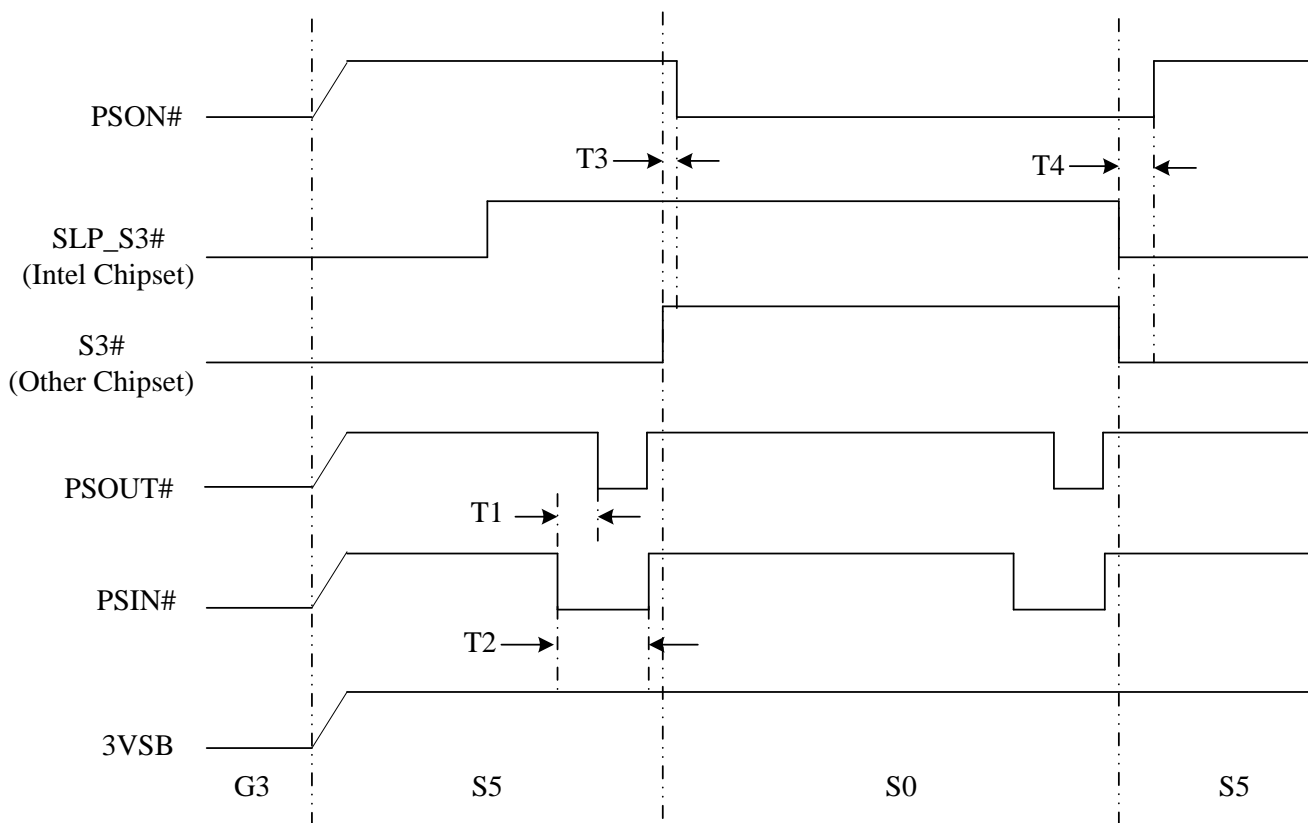 PSON#
T3
T4
SLP_S3#
(Intel Chipset)
S3#
(Other Chipset)
PSOUT#
T1
PSIN#
T2
3VSB
G3 S5 S0 S5